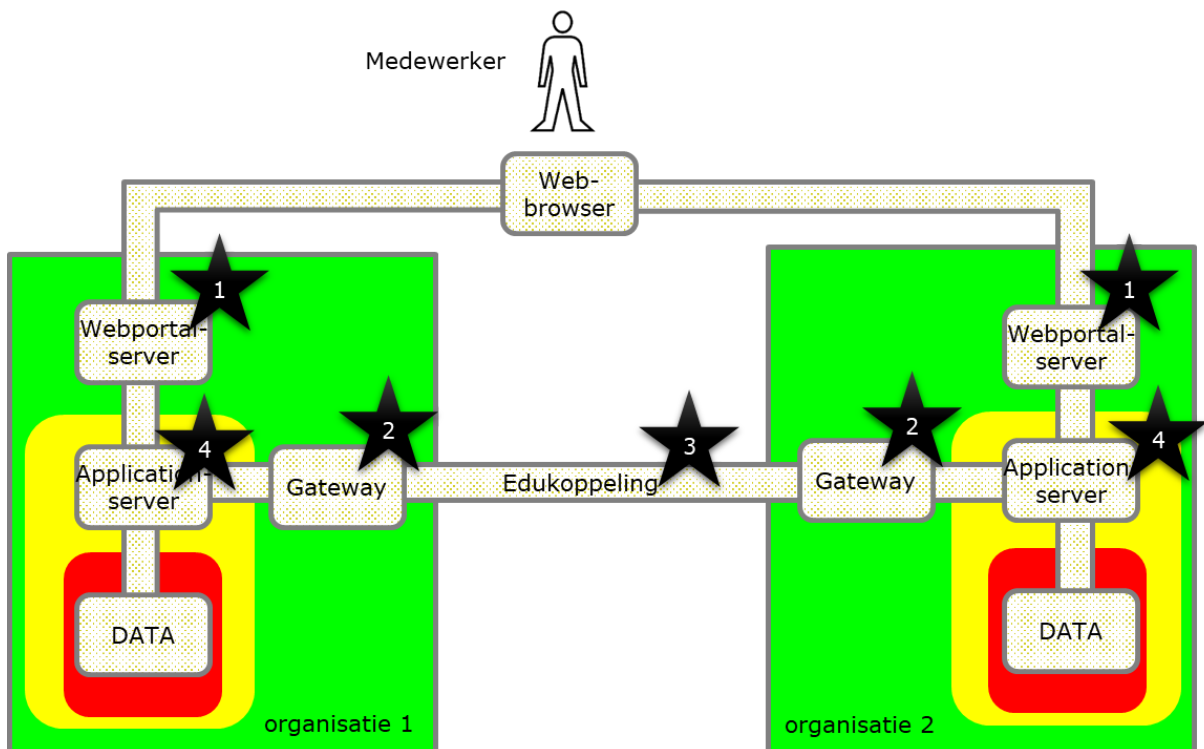 Medewerker
Web-
browser
1
1
Webportal-
server
Webportal-
server
2
2
3
4
4
Application-
server
Gateway
Edukoppeling
Gateway
Application
server
DATA
DATA
organisatie 1
organisatie 2